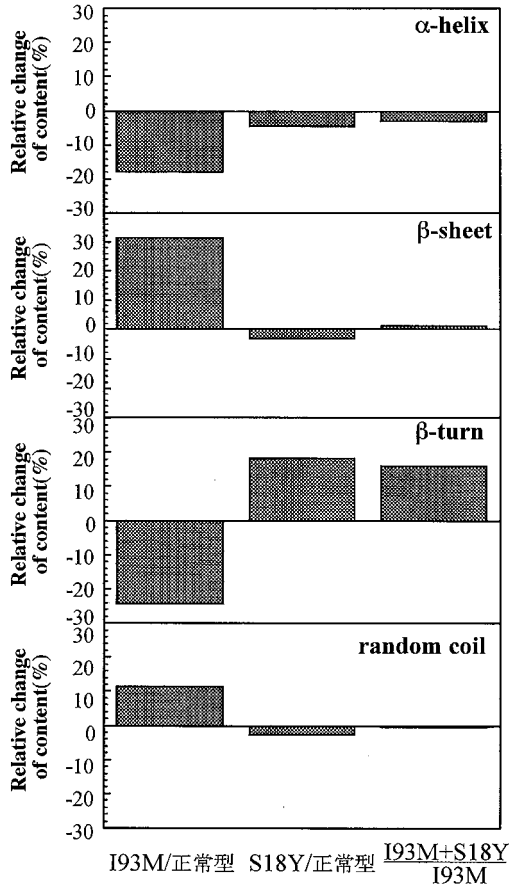 α-helix
Relative change
of content(%)
30
20
10
0
-10
-20
-30
β-sheet
Relative change
of content(%)
30
20
10
0
-10
-20
-30
β-turn
Relative change
of content(%)
30
20
10
0
-10
-20
-30
random coil
Relative change
of content(%)
30
20
10
0
-10
-20
-30
I93M/正常型 S18Y/正常型 I93M+S18Y
I93M